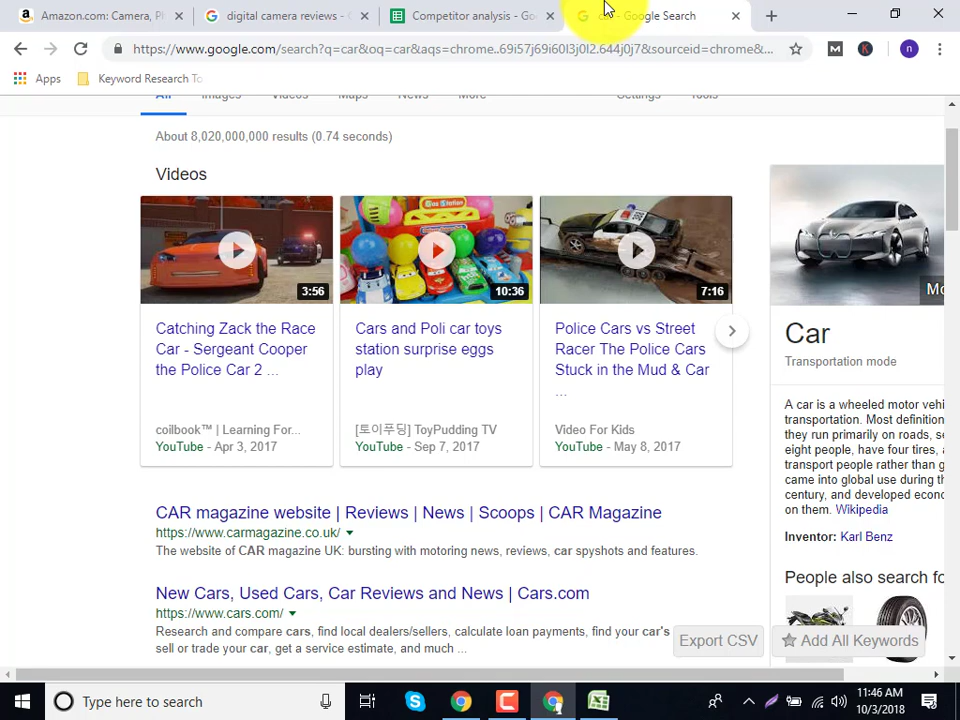 Amazon.com: Camera, P
digital camera reviews -
Competitor analysis - Go
- Google Search
https://www.google.com/search?q=car&oq=car&aqs=chrome..69i57j69i60l3j0l2.644j0j7&sourceid=chrome&...
Apps
Keyword Research To
All
Images
Videos
Maps
News
More
Settings
Tools
About 8,020,000,000 results (0.74 seconds)
Videos
3:56
10:36
7:16
Catching Zack the Race
Car - Sergeant Cooper
the Police Car 2 ...
coilbook™ | Learning For...
YouTube - Apr 3, 2017
Cars and Poli car toys
station surprise eggs
play
[토이푸딩] ToyPudding TV
YouTube - Sep 7, 2017
Police Cars vs Street
Racer The Police Cars
Stuck in the Mud & Car
...
Video For Kids
YouTube - May 8, 2017
CAR magazine website | Reviews | News | Scoops | CAR Magazine
https://www.carmagazine.co.uk/
The website of CAR magazine UK: bursting with motoring news, reviews, car spyshots and features.
New Cars, Used Cars, Car Reviews and News | Cars.com
https://www.cars.com/
Research and compare cars, find local dealers/sellers, calculate loan payments, find your car's
sell or trade your car, get a service estimate, and much ...
Mo
Car
Transportation mode
A car is a wheeled motor vehi
transportation. Most definition
they run primarily on roads, se
eight people, have four tires, a
transport people rather than g
came into global use during th
century, and developed econo
on them. Wikipedia
Inventor: Karl Benz
People also search fo
Export CSV
Add All Keywords
Type here to search
11:46 AM
10/3/2018